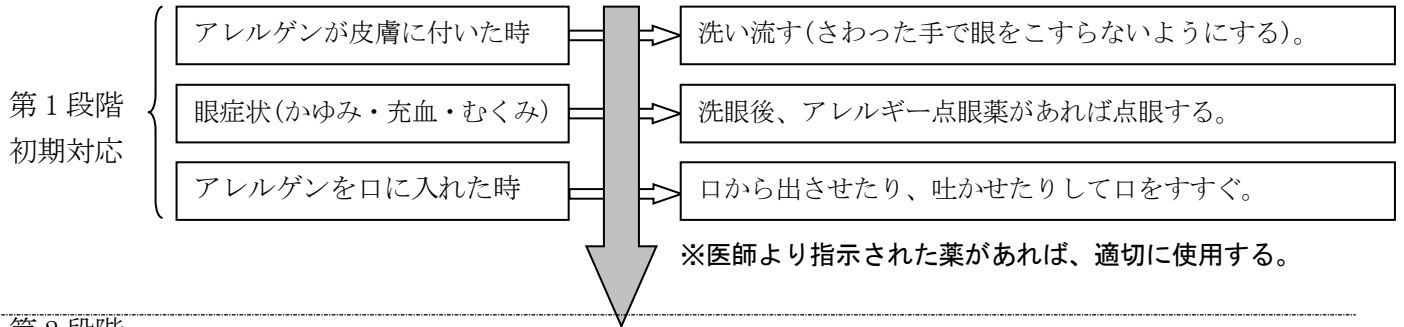 アレルゲンが皮膚に付いた時
洗い流す(さわった手で眼をこすらないようにする)。
第1段階
初期対応
眼症状(かゆみ・充血・むくみ)
洗眼後、アレルギー点眼薬があれば点眼する。
アレルゲンを口に入れた時
口から出させたり、吐かせたりして口をすすぐ。
※医師より指示された薬があれば、適切に使用する。